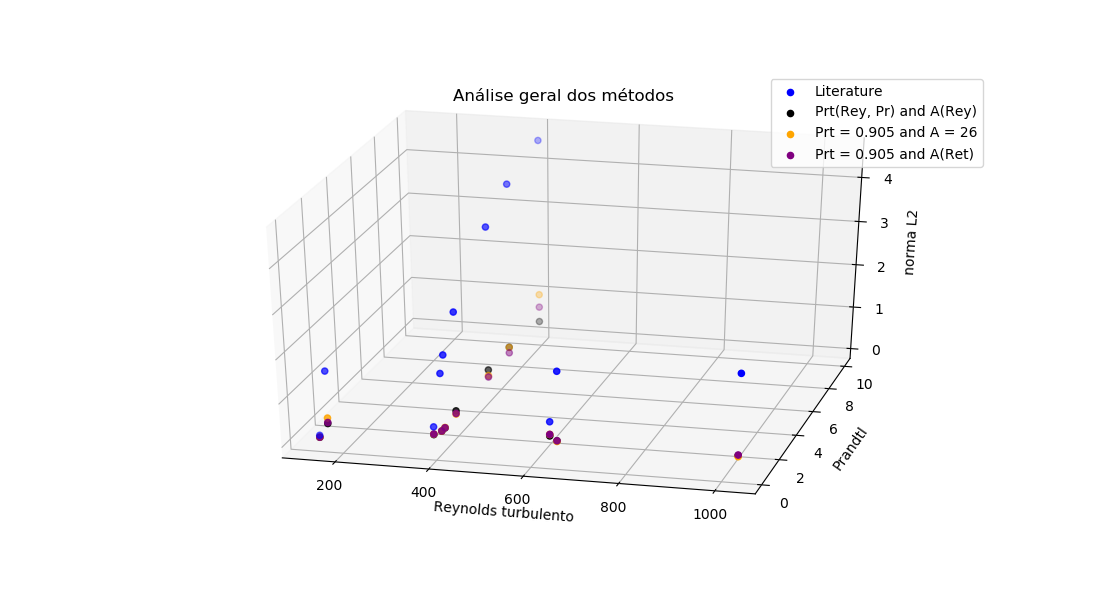 Análise geral dos métodos
Literature
Prt(Rey, Pr) and A(Rey)
Prt = 0.905 and A = 26
Prt = 0.905 and A(Ret)
4
3
2
1
0
norma L2
10
8
6
4
2
0
Prandtl
200
400
600
800
1000
Reynolds turbulento